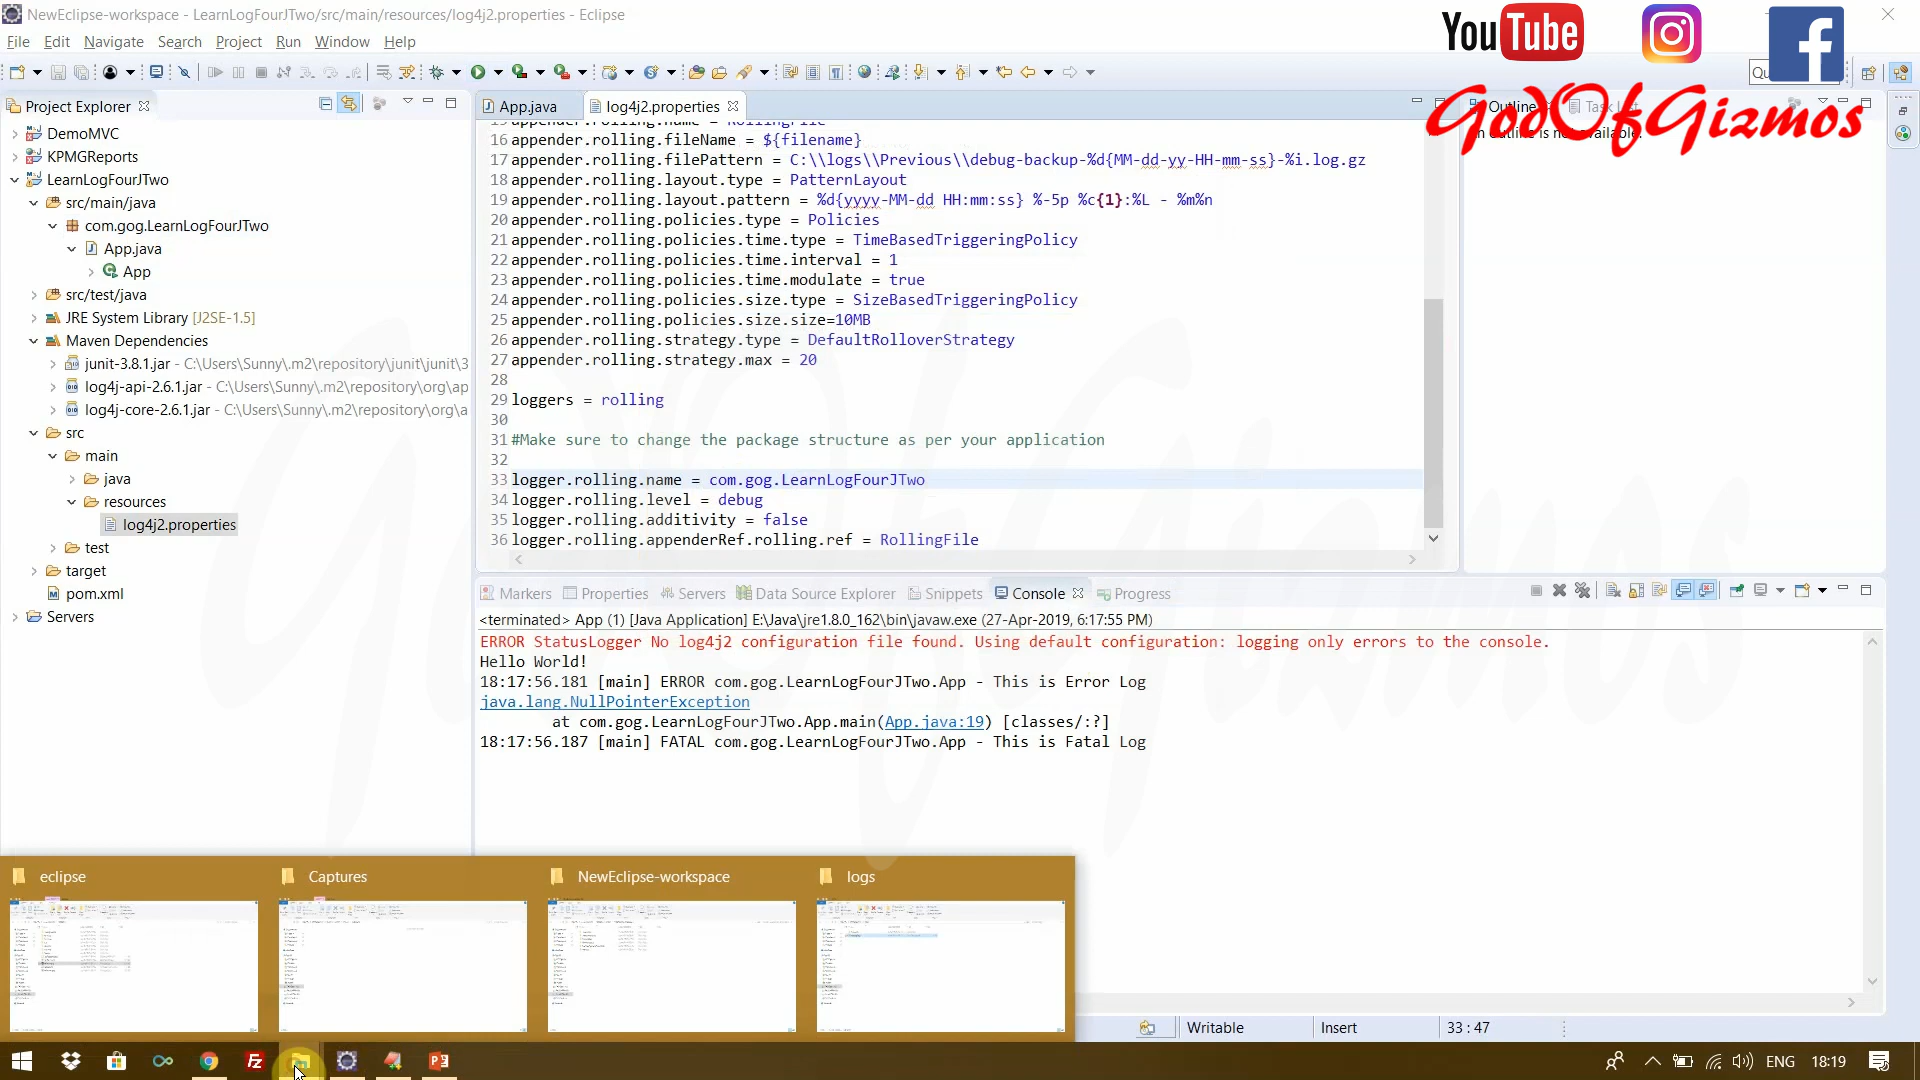 NewEclipse-workspace - LearnLogFourJTwo/src/main/resources/log4j2.properties - Eclipse
File Edit Navigate Search Project Run Window Help
YouTube
GodOfGizmos
Project Explorer
DemoMVC
KPMGReports
LearnLogFourJTwo
src/main/java
com.gog.LearnLogFourJTwo
App.java
App
src/test/java
JRE System Library [J2SE-1.5]
Maven Dependencies
junit-3.8.1.jar - C:\Users\Sunny\.m2\repository\junit\junit\3
log4j-api-2.6.1.jar - C:\Users\Sunny\.m2\repository\org\ap
log4j-core-2.6.1.jar - C:\Users\Sunny\.m2\repository\org\a
src
main
java
resources
log4j2.properties
test
target
pom.xml
Servers
App.java log4j2.properties
16 appender.rolling.fileName = ${filename}
17 appender.rolling.filePattern = C:\\logs\\Previous\\debug-backup-%d{MM-dd-yy-HH-mm-ss}-%i.log.gz
18 appender.rolling.layout.type = PatternLayout
19 appender.rolling.layout.pattern = %d{yyyy-MM-dd HH:mm:ss} %-5p %c{1}:%L - %m%n
20 appender.rolling.policies.type = Policies
21 appender.rolling.policies.time.type = TimeBasedTriggeringPolicy
22 appender.rolling.policies.time.interval = 1
23 appender.rolling.policies.time.modulate = true
24 appender.rolling.policies.size.type = SizeBasedTriggeringPolicy
25 appender.rolling.policies.size.size=10MB
26 appender.rolling.strategy.type = DefaultRolloverStrategy
27 appender.rolling.strategy.max = 20
28
29 loggers = rolling
30
31 #Make sure to change the package structure as per your application
32
33 logger.rolling.name = com.gog.LearnLogFourJTwo
34 logger.rolling.level = debug
35 logger.rolling.additivity = false
36 logger.rolling.appenderRef.rolling.ref = RollingFile
Outline
outline is not available.
Markers Properties Servers Data Source Explorer Snippets Console Progress
<terminated> App (1) [Java Application] E:\Java\jre1.8.0_162\bin\javaw.exe (27-Apr-2019, 6:17:55 PM)
ERROR StatusLogger No log4j2 configuration file found. Using default configuration: logging only errors to the console.
Hello World!
18:17:56.181 [main] ERROR com.gog.LearnLogFourJTwo.App - This is Error Log
java.lang.NullPointerException
at com.gog.LearnLogFourJTwo.App.main(App.java:19) [classes/:?]
18:17:56.187 [main] FATAL com.gog.LearnLogFourJTwo.App - This is Fatal Log
eclipse Captures NewEclipse-workspace logs
Writable Insert 33 : 47
ENG 18:19